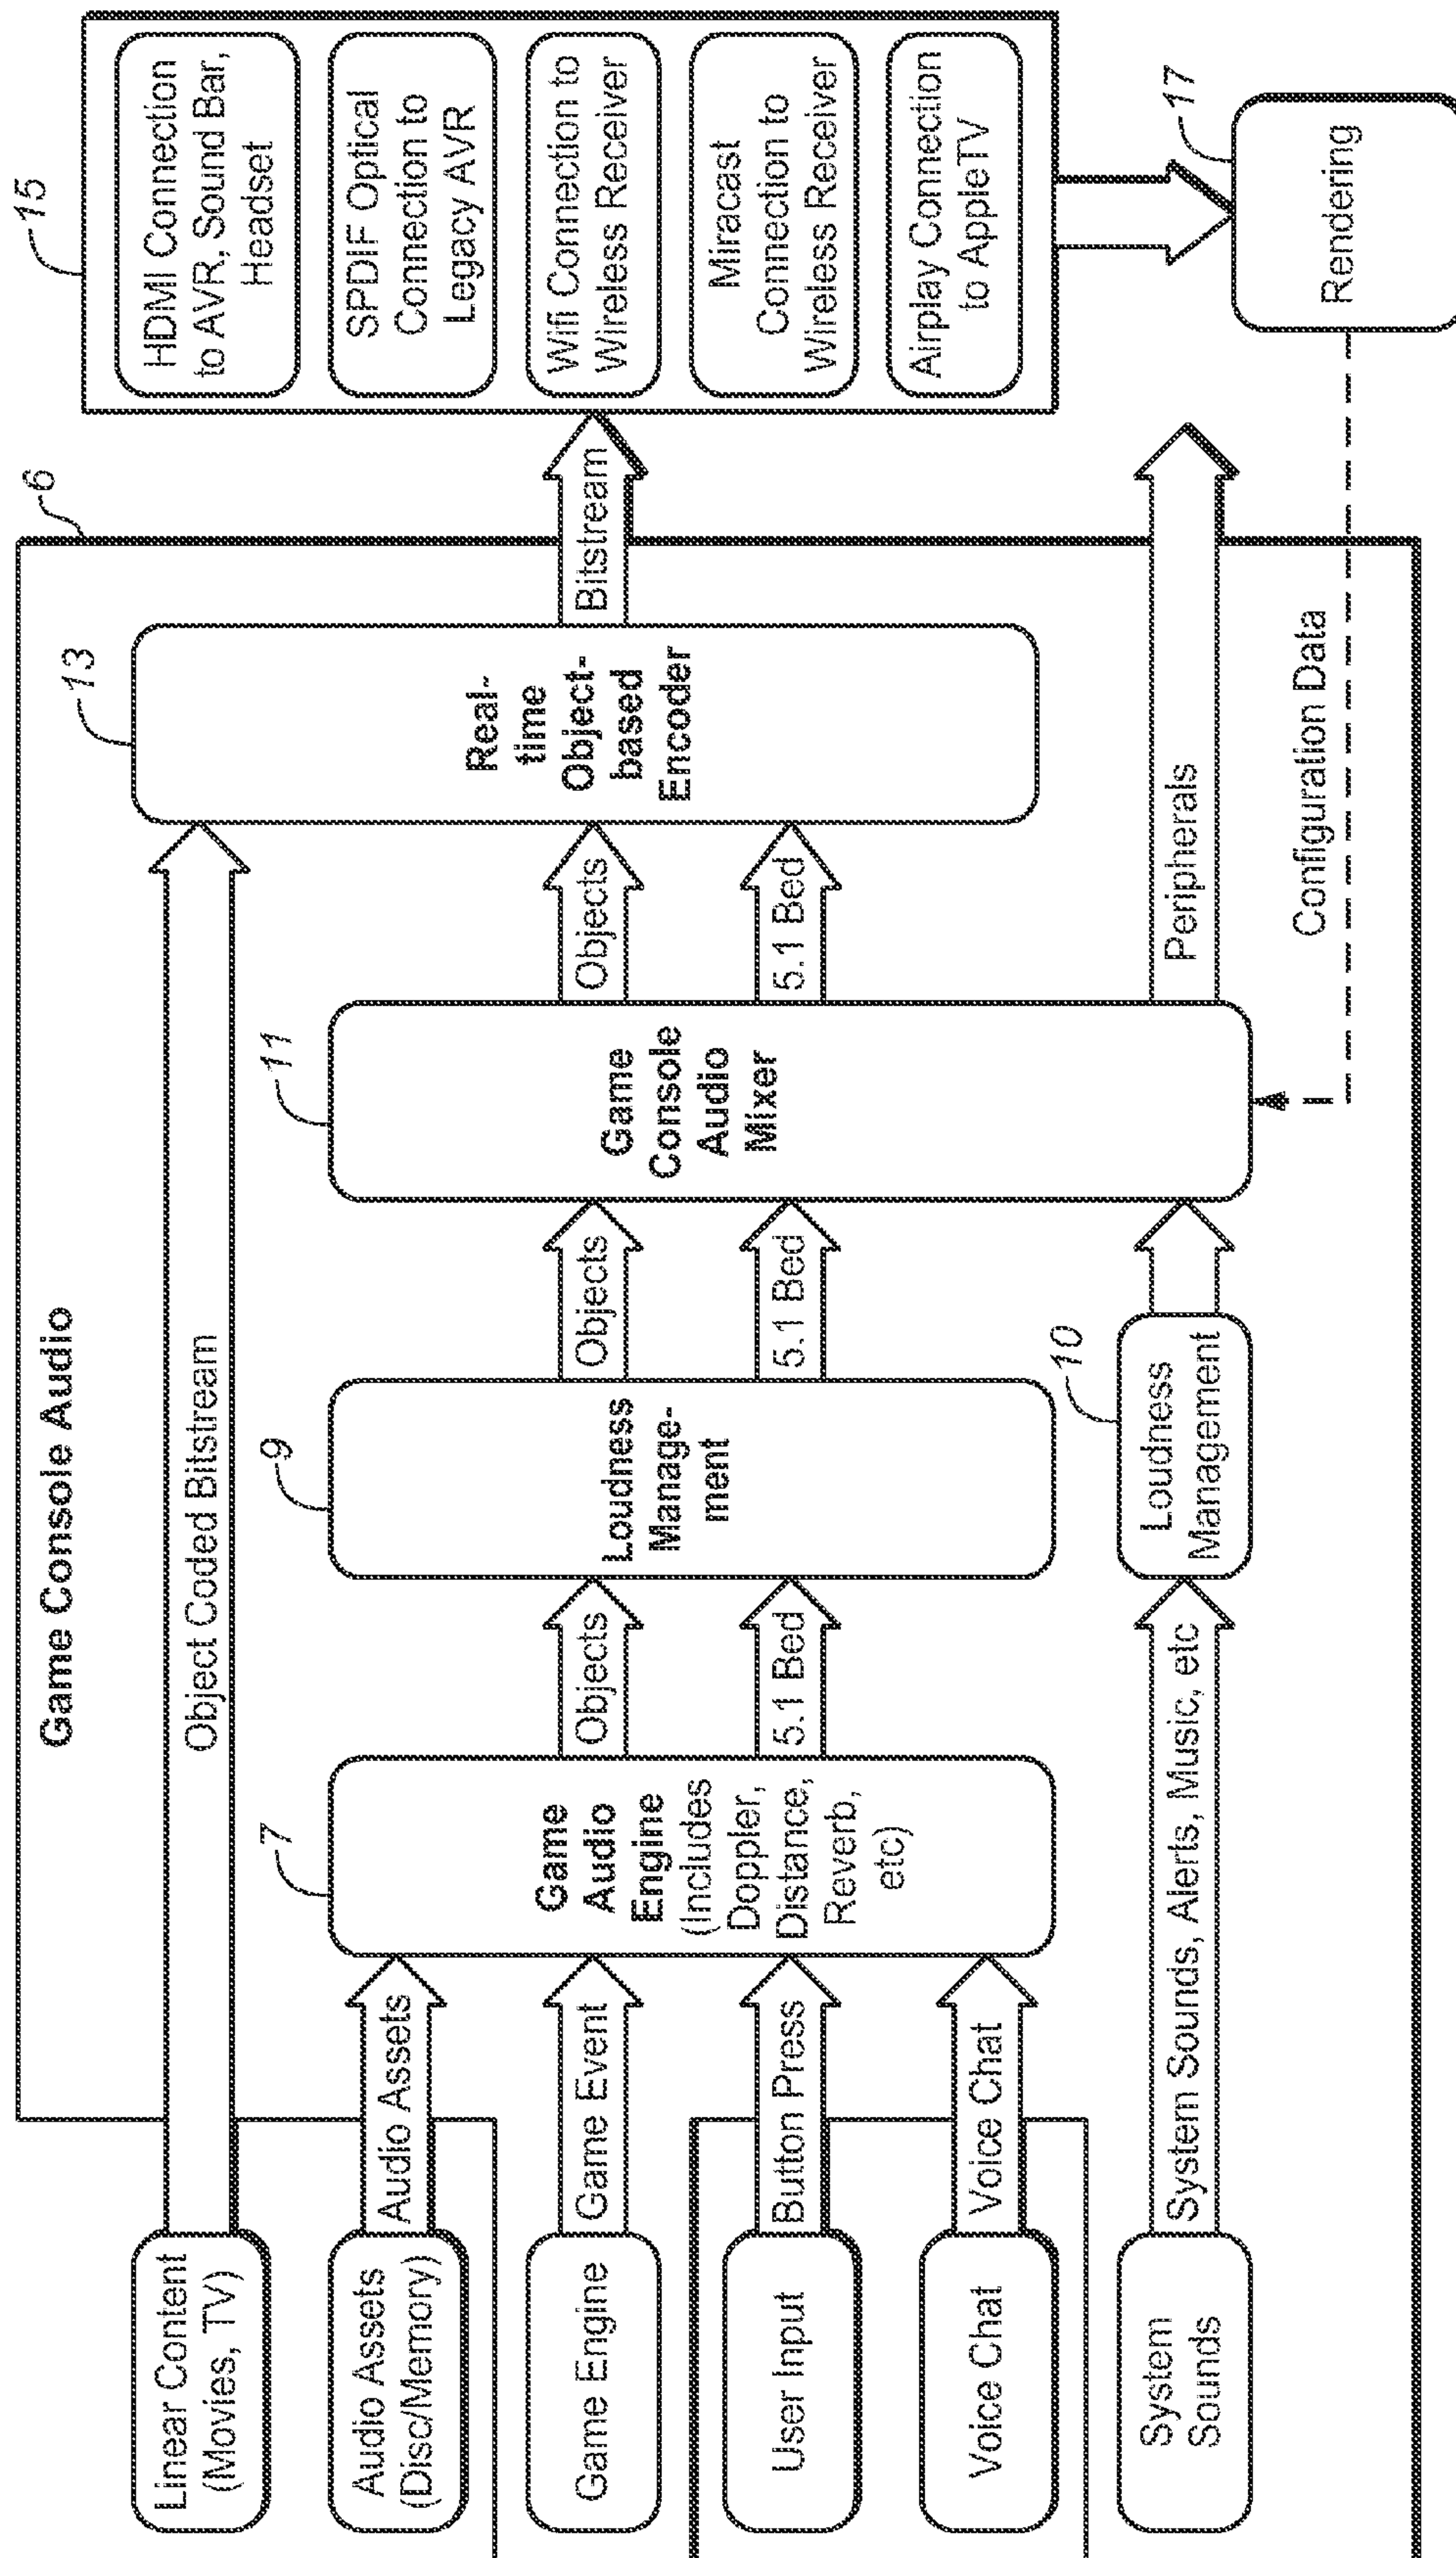 Game Console Audio
6
Linear Content
(Movies, TV)
Object Coded Bitstream
Audio Assets
(Disc/Memory)
Audio Assets
Game Engine
Game Event
User Input
Button Press
Voice Chat
Voice Chat
System
Sounds
System Sounds, Alerts, Music, etc
7
Game
Audio
Engine
(Includes
Doppler,
Distance,
Reverb,
etc)
Objects
5.1 Bed
9
Loudness
Manage-
ment
10
Loudness
Management
Objects
5.1 Bed
11
Game
Console
Audio
Mixer
Objects
5.1 Bed
Peripherals
Configuration Data
13
Real-
time
Object-
based
Encoder
Bitstream
15
HDMI Connection
to AVR, Sound Bar,
Headset
SPDIF Optical
Connection to
Legacy AVR
Wifi Connection to
Wireless Receiver
Miracast
Connection to
Wireless Receiver
Airplay Connection
to AppleTV
17
Rendering